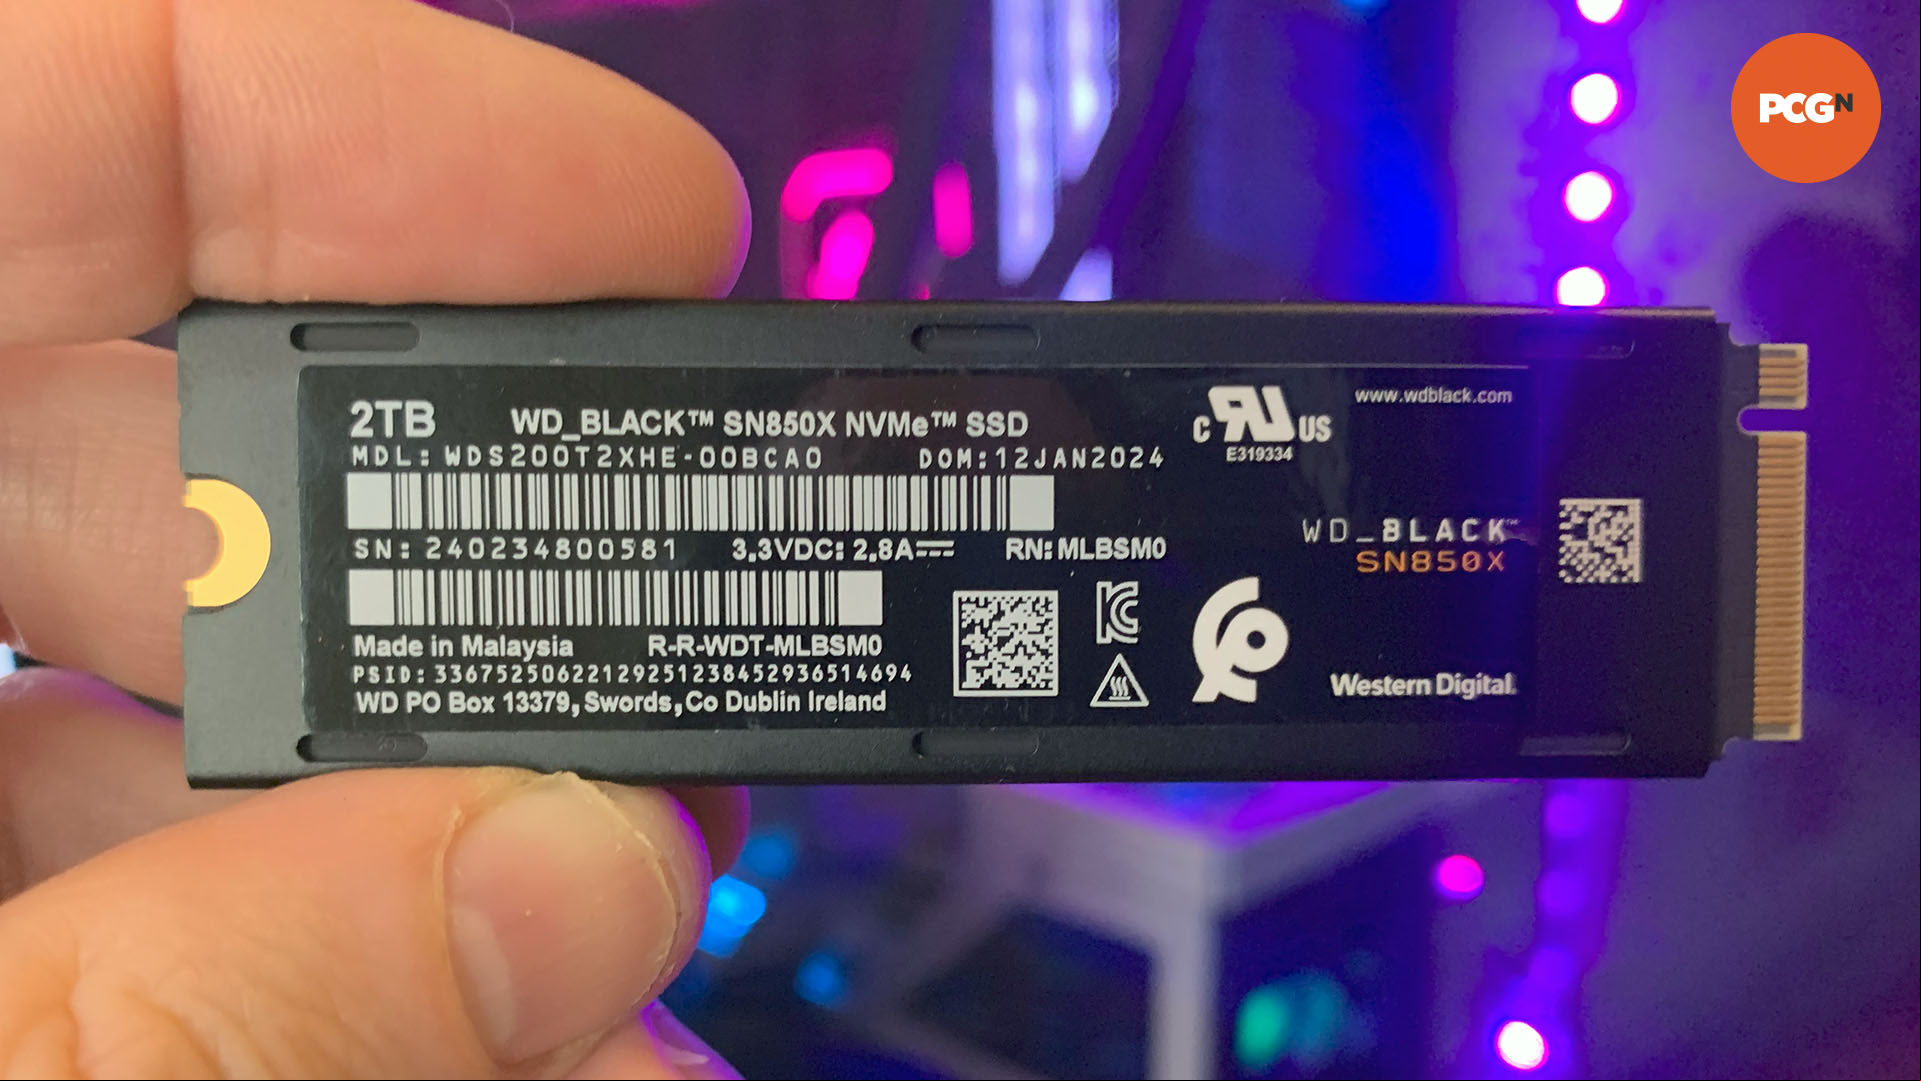 PCGN
2TB WD_BLACK™ SN850X NVMe™ SSD
MDL: WDS200T2XHE-00BCA0 DOM:12JAN2024
SN: 240234800581 3.3VDC: 2.8A RN: MLBSM0
Made in Malaysia R-R-WDT-MLBSM0
PSID: 33675250622129251238452936514694
WD PO Box 13379, Swords, Co Dublin Ireland
C RU US
E319334
www.wdblack.com
WD_BLACK™
SN850X
Western Digital.